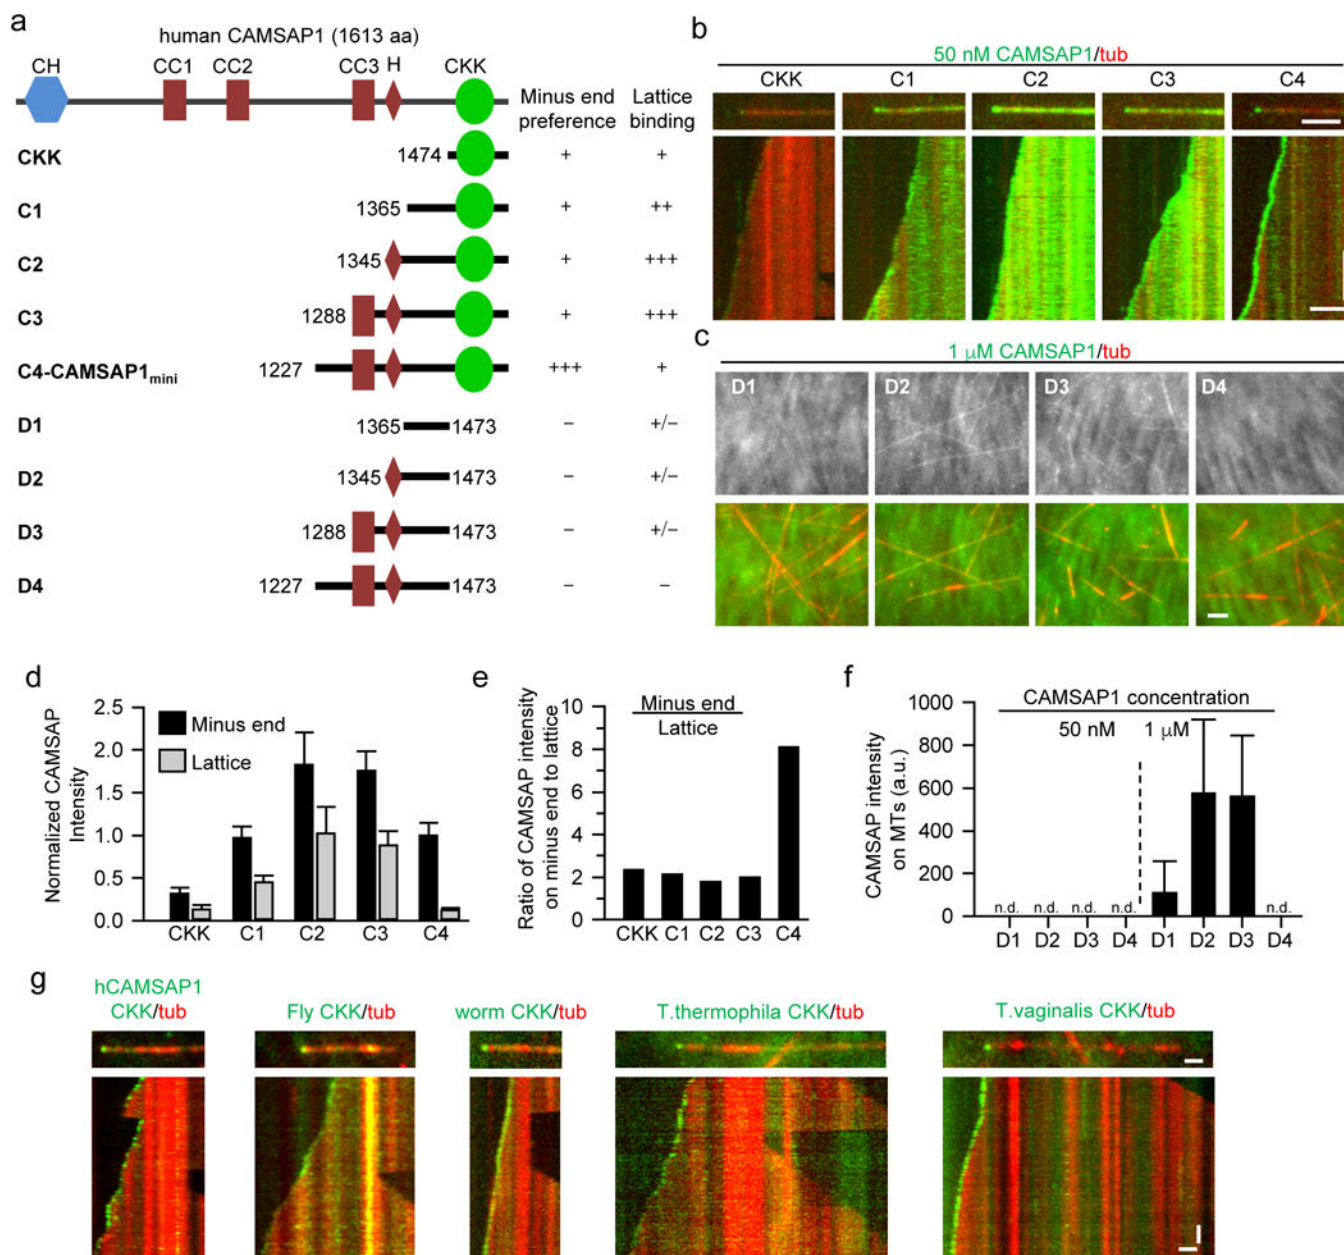 a
human CAMSAP1 (1613 aa)
CH CC1 CC2 CC3 H CKK
Minus end preference
Lattice binding
CKK 1474 + +
C1 1365 + ++
C2 1345 + +++
C3 1288 + +++
C4-CAMSAP1mini 1227 +++ +
D1 1365 1473 – +/–
D2 1345 1473 – +/–
D3 1288 1473 – +/–
D4 1227 1473 – –
b
50 nM CAMSAP1/tub
CKK C1 C2 C3 C4
c
1 μM CAMSAP1/tub
D1 D2 D3 D4
d
Normalized CAMSAP Intensity
2.5
2.0
1.5
1.0
0.5
0.0
Minus end
Lattice
CKK C1 C2 C3 C4
e
Ratio of CAMSAP intensity on minus end to lattice
10
8
6
4
2
0
Minus end
Lattice
CKK C1 C2 C3 C4
f
CAMSAP intensity on MTs (a.u.)
1000
800
600
400
200
0
CAMSAP1 concentration
50 nM 1 μM
n.d. n.d. n.d. n.d. n.d.
D1 D2 D3 D4 D1 D2 D3 D4
g
hCAMSAP1 CKK/tub
Fly CKK/tub
worm CKK/tub
T.thermophila CKK/tub
T.vaginalis CKK/tub